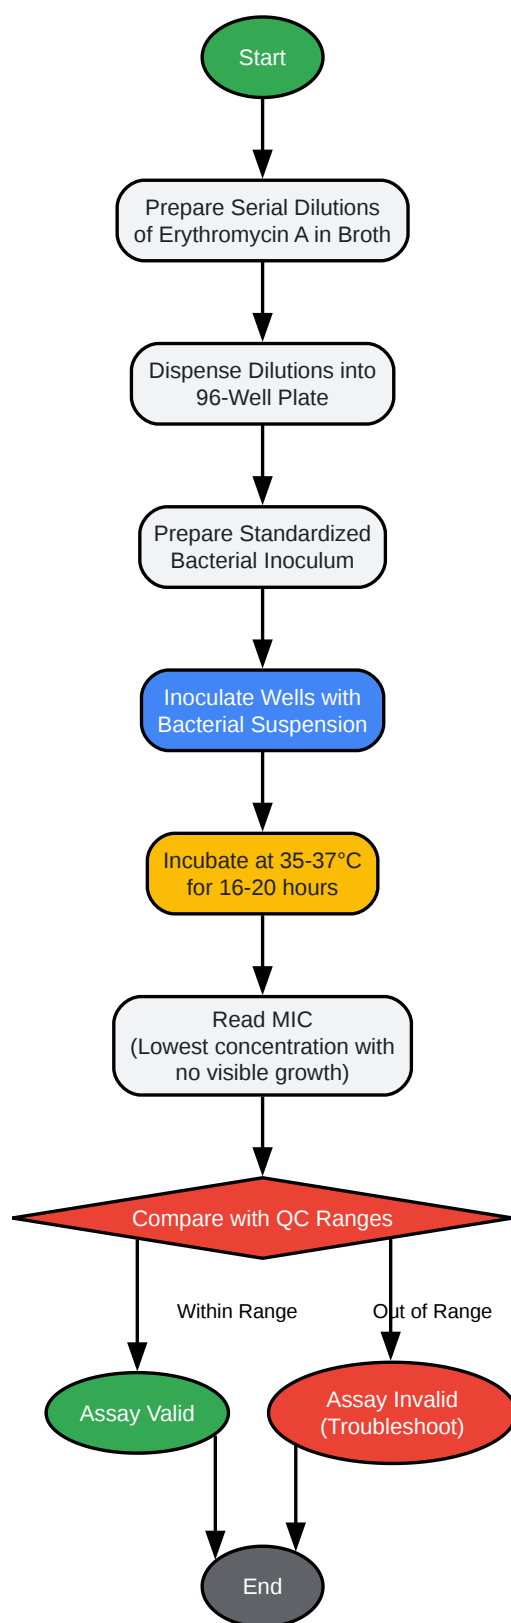 Start
Prepare Serial Dilutions
of Erythromycin A in Broth
Dispense Dilutions into
96-Well Plate
Prepare Standardized
Bacterial Inoculum
Inoculate Wells with
Bacterial Suspension
Incubate at 35-37°C
for 16-20 hours
Read MIC
(Lowest concentration with
no visible growth)
Compare with QC Ranges
Within Range
Out of Range
Assay Valid
Assay Invalid
(Troubleshoot)
End